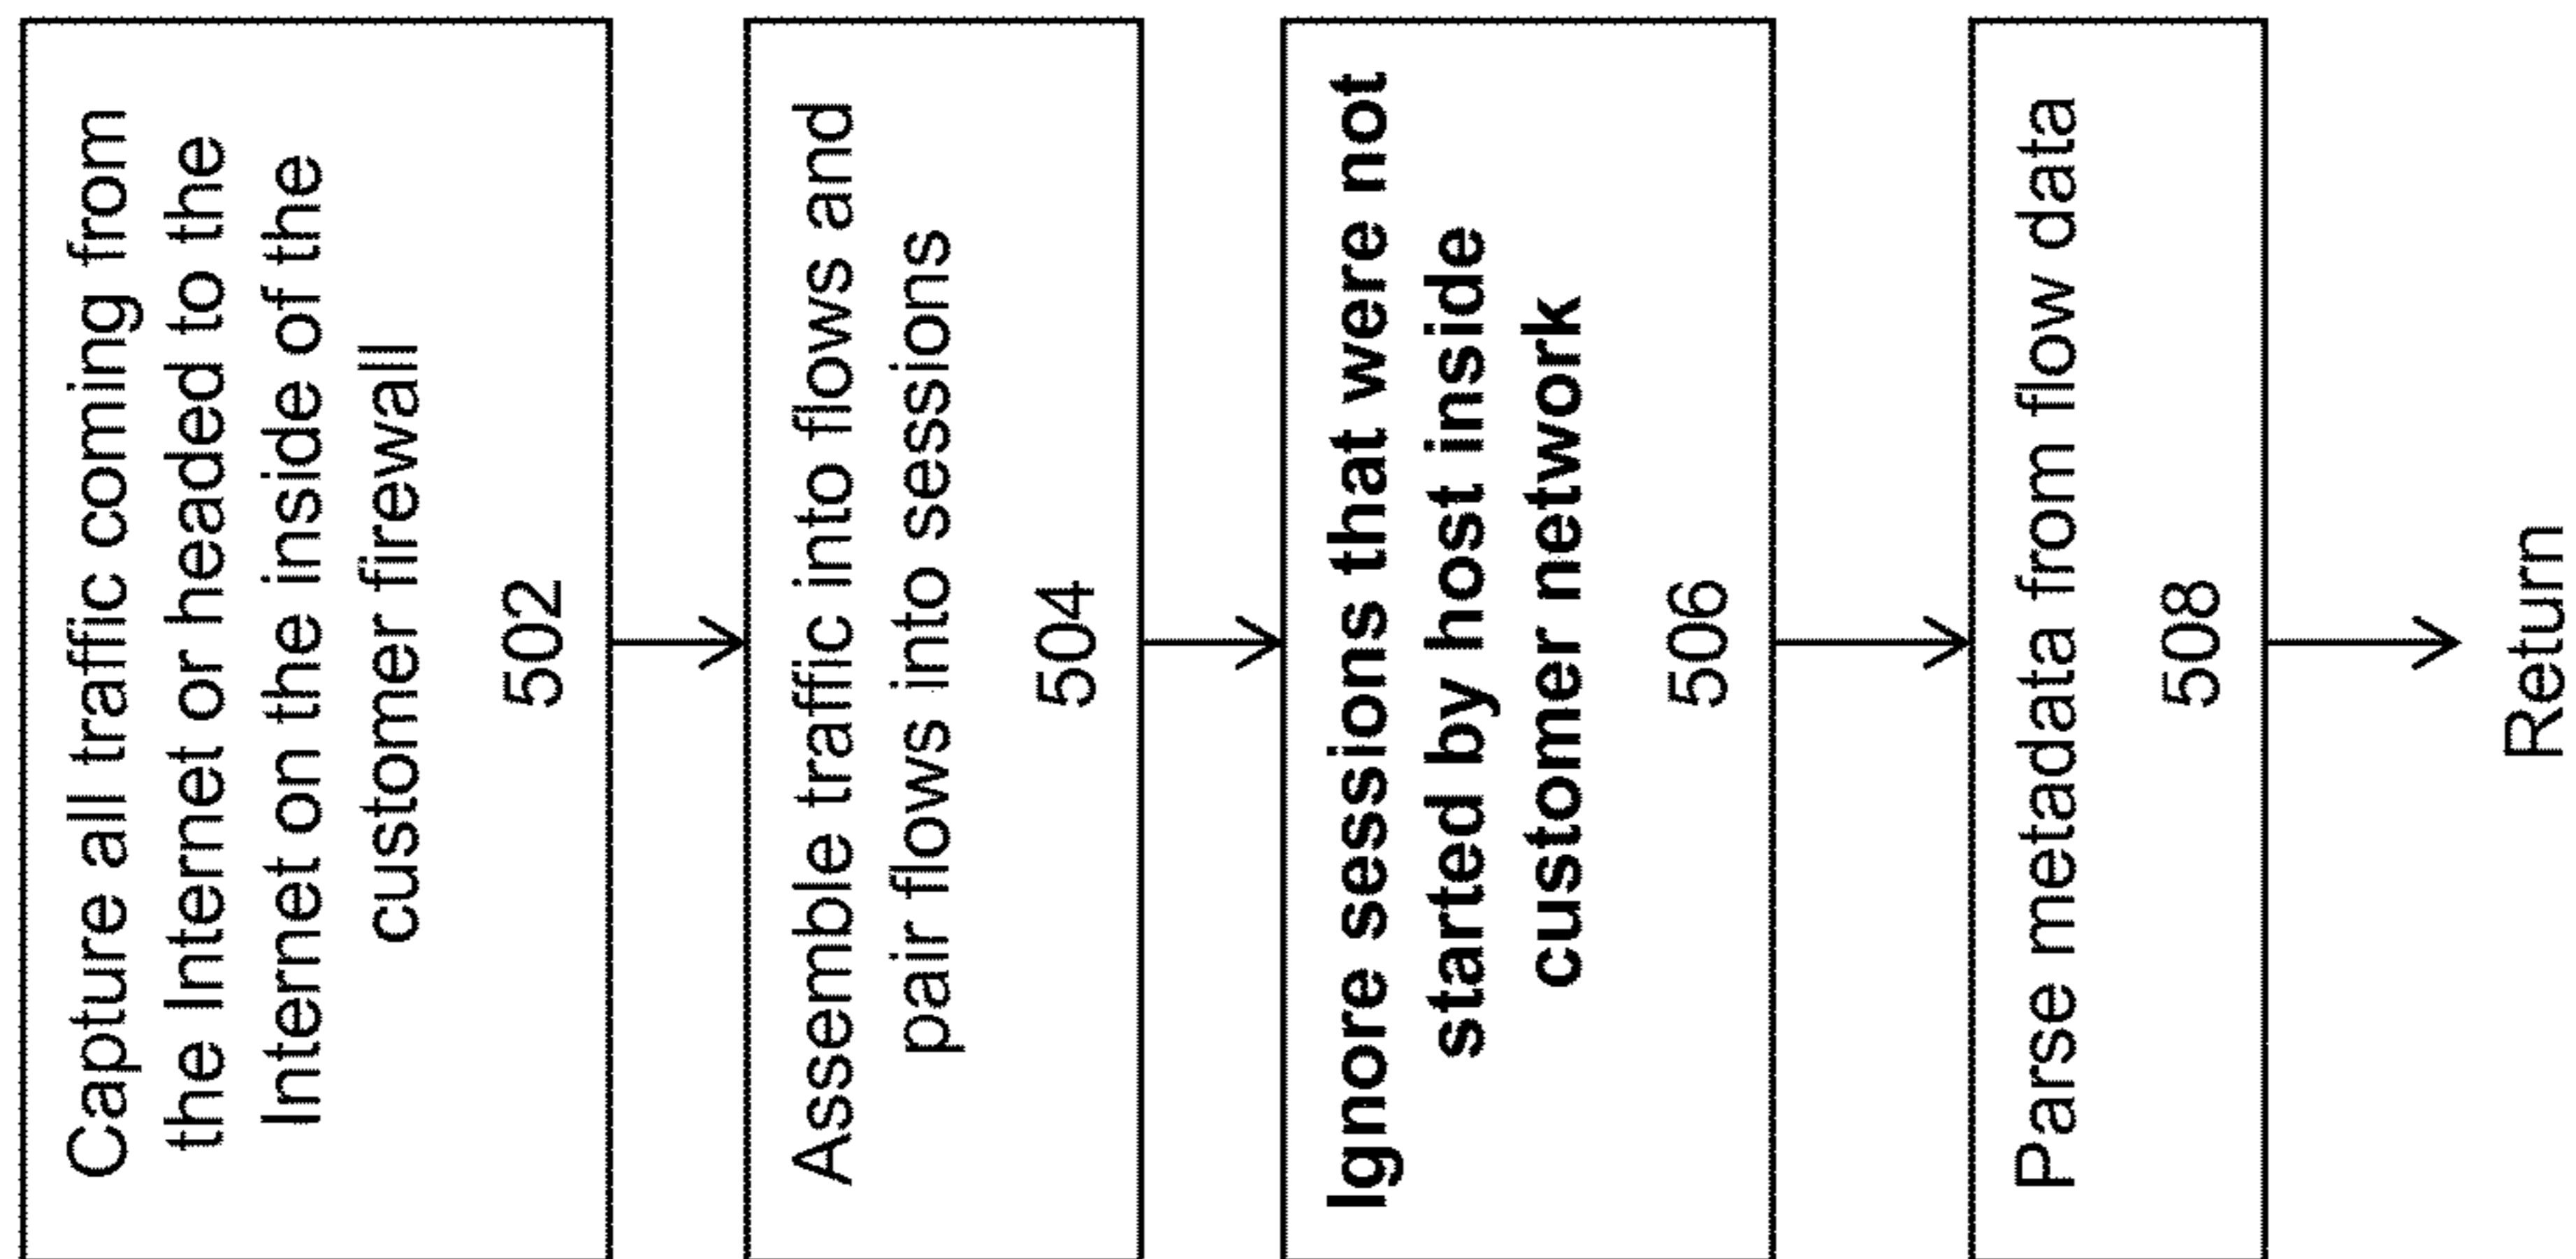 Capture all traffic coming from
the Internet or headed to the
Internet on the inside of the
customer firewall
502
Assemble traffic into flows and
pair flows into sessions
504
Ignore sessions that were not
started by host inside
customer network
506
Parse metadata from flow data
508
Return